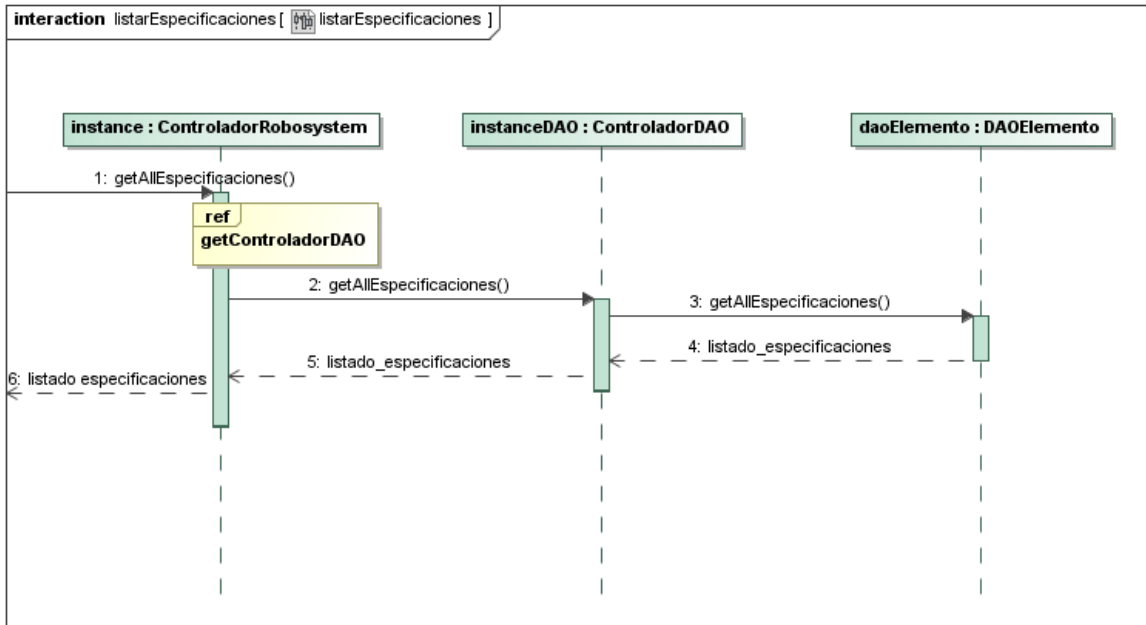 interaction listarEspecificaciones [ listarEspecificaciones ]
instance : ControladorRobosystem
instanceDAO : ControladorDAO
daoElemento : DAOElemento
1: getAllEspecificaciones()
ref
getControladorDAO
2: getAllEspecificaciones()
3: getAllEspecificaciones()
4: listado_especificaciones
5: listado_especificaciones
6: listado especificaciones